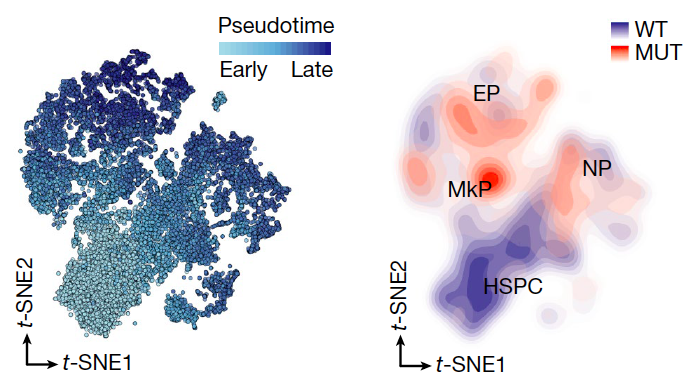 Pseudotime
Early Late
t-SNE2
t-SNE1
WT
MUT
EP
NP
MkP
HSPC
t-SNE2
t-SNE1